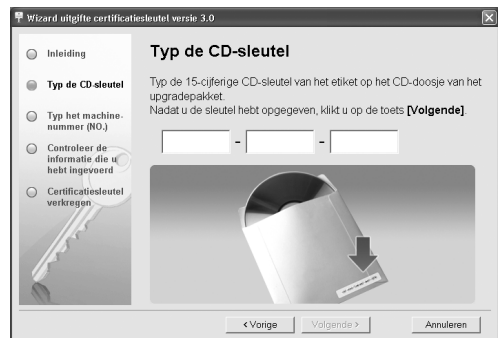 Wizard uitgifte certificatiesleutel versie 3.0
Inleiding
Typ de CD-sleutel
Typ het machine-
nummer (NO.)
Controleer de
informatie die u
hebt ingevoerd
Certificatiesleutel
verkregen
Typ de CD-sleutel
Typ de 15-cijferige CD-sleutel van het etiket op het CD-doosje van het
upgradepakket.
Nadat u de sleutel hebt opgegeven, klikt u op de toets [Volgende].
- -
< Vorige
Volgende >
Annuleren